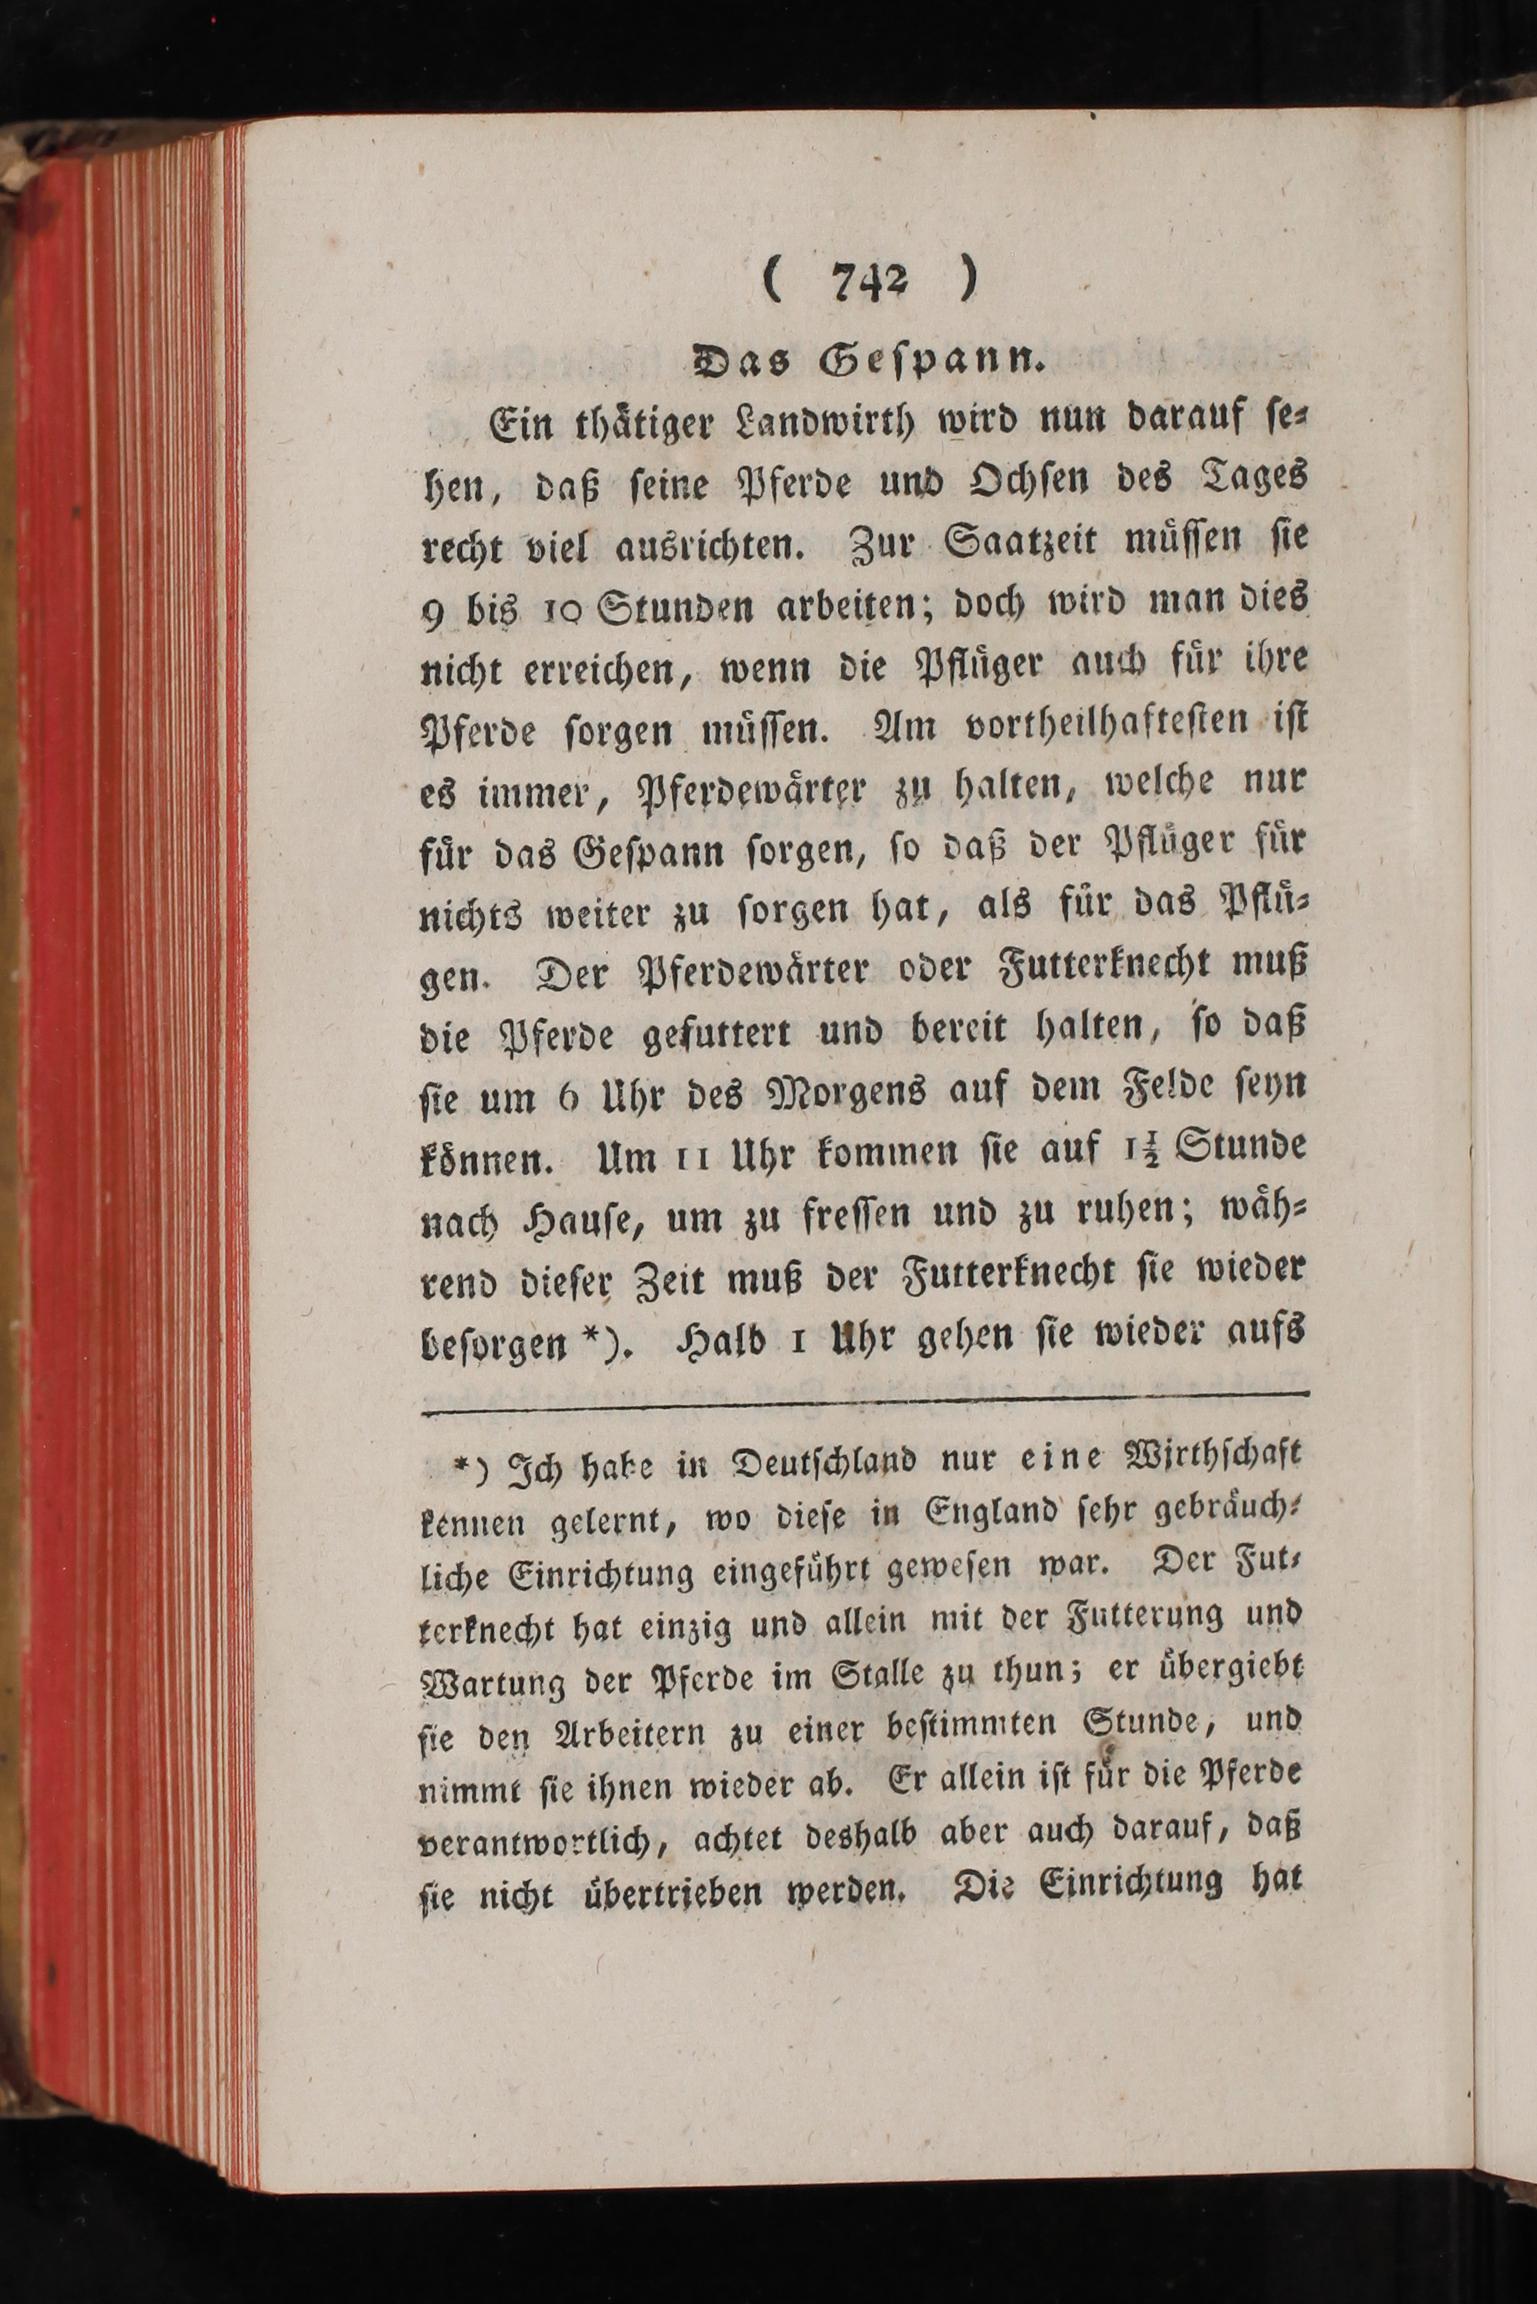 ( 742 )
Das Geſpann.
Ein thätiger Landwirth wird nun darauf ſe⸗
hen, daß ſeine Pferde und Ochſen des Tages
recht viel ausrichten. Zur Saatzeit müſſen ſie
9 bis 10 Stunden arbeiten; doch wird man dies
nicht erreichen, wenn die Pflüger auch für ihre
Pferde ſorgen müſſen. Am vortheilhafteſten iſt
es immer, Pferdewärter zu halten, welche nur
für das Geſpann ſorgen, ſo daß der Pflüger für
nichts weiter zu ſorgen hat, als für das Pflü⸗
gen. Der Pferdewärter oder Futterknecht muß
die Pferde gefuttert und bereit halten, ſo daß
ſie um 6 Uhr des Morgens auf dem Felde ſeyn
können. Um 11 Uhr kommen ſie auf 1½ Stunde
nach Hauſe, um zu freſſen und zu ruhen; wäh⸗
rend dieſer Zeit muß der Futterknecht ſie wieder
beſorgen *). Halb 1 Uhr gehen ſie wieder aufs
*) Ich habe in Deutſchland nur eine Wirthſchaft
kennen gelernt, wo dieſe in England ſehr gebräuch⸗
liche Einrichtung eingeführt geweſen war. Der Fut⸗
terknecht hat einzig und allein mit der Futterung und
Wartung der Pferde im Stalle zu thun; er übergiebt
ſie den Arbeitern zu einer beſtimmten Stunde, und
nimmt ſie ihnen wieder ab. Er allein iſt für die Pferde
verantwortlich, achtet deshalb aber auch darauf, daß
ſie nicht übertrieben werden. Die Einrichtung hat